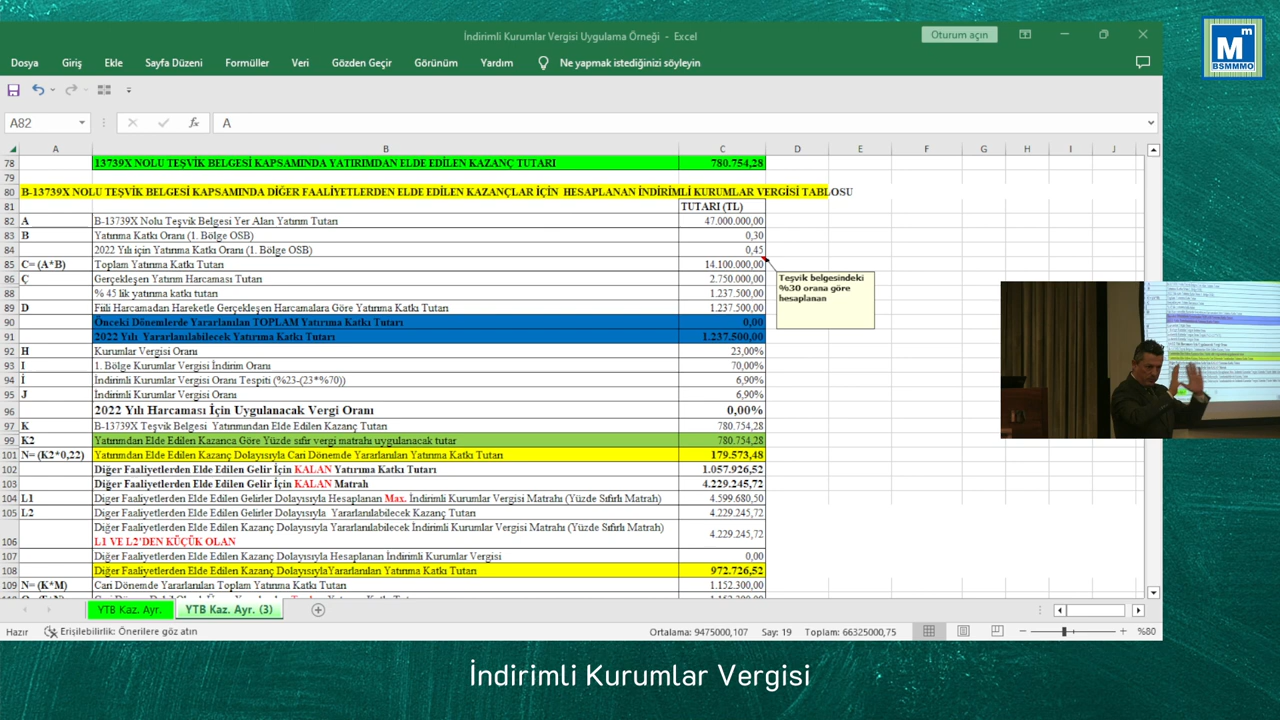 İndirimli Kurumlar Vergisi Uygulama Örneği - Excel
Oturum açın
M m
BSMMMO
Dosya Giriş Ekle Sayfa Düzeni Formüller Veri Gözden Geçir Görünüm Yardım Ne yapmak istediğinizi söyleyin
A82 fx A
A B C D E F G H I J
78 13739X NOLU TEŞVİK BELGESİ KAPSAMINDA YATIRIMDAN ELDE EDİLEN KAZANÇ TUTARI 780.754,28
79
80 B-13739X NOLU TEŞVİK BELGESİ KAPSAMINDA DİĞER FAALİYETLERDEN ELDE EDİLEN KAZANÇLAR İÇİN HESAPLANAN İNDİRİMLİ KURUMLAR VERGİSİ TABLOSU
81 TUTARI (TL)
82 A B-13739X Nolu Teşvik Belgesi Yer Alan Yatırım Tutarı 47.000.000,00
83 B Yatırıma Katkı Oranı (1. Bölge OSB) 0,30
84 2022 Yılı için Yatırıma Katkı Oranı (1. Bölge OSB) 0,45
85 C= (A*B) Toplam Yatırıma Katkı Tutarı 14.100.000,00
86 Ç Gerçekleşen Yatırım Harcaması Tutarı 2.750.000,00
88 % 45 lik yatırıma katkı tutarı 1.237.500,00
89 D Fiili Harcamadan Hareketle Gerçekleşen Harcamalara Göre Yatırıma Katkı Tutarı 1.237.500,00
90 Önceki Dönemlerde Yararlanılan TOPLAM Yatırıma Katkı Tutarı 0,00
91 2022 Yılı Yararlanılabilecek Yatırıma Katkı Tutarı 1.237.500,00
92 H Kurumlar Vergisi Oranı 23,00%
93 I 1. Bölge Kurumlar Vergisi İndirim Oranı 70,00%
94 İ İndirimli Kurumlar Vergisi Oranı Tespiti (%23-(23*%70)) 6,90%
95 J İndirimli Kurumlar Vergisi Oranı 6,90%
96 2022 Yılı Harcaması İçin Uygulanacak Vergi Oranı 0,00%
97 K B-13739X Teşvik Belgesi Yatırımından Elde Edilen Kazanç Tutarı 780.754,28
99 K2 Yatırımdan Elde Edilen Kazanca Göre Yüzde sıfır vergi matrahı uygulanacak tutar 780.754,28
101 N= (K2*0,22) Yatırımdan Elde Edilen Kazanç Dolayısıyla Cari Dönemde Yararlanılan Yatırıma Katkı Tutarı 179.573,48
102 Diğer Faaliyetlerden Elde Edilen Gelir İçin KALAN Yatırıma Katkı Tutarı 1.057.926,52
103 Diğer Faaliyetlerden Elde Edilen Gelir İçin KALAN Matrah 4.229.245,72
104 L1 Diğer Faaliyetlerden Elde Edilen Gelirler Dolayısıyla Hesaplanan Max. İndirimli Kurumlar Vergisi Matrahı (Yüzde Sıfırlı Matrah) 4.599.680,50
105 L2 Diğer Faaliyetlerden Elde Edilen Gelirler Dolayısıyla Yararlanılabilecek Kazanç Tutarı 4.229.245,72
Diğer Faaliyetlerden Elde Edilen Kazanç Dolayısıyla Yararlanılabilecek İndirimli Kurumlar Vergisi Matrahı (Yüzde Sıfırlı Matrah)
106 L1 VE L2'DEN KÜÇÜK OLAN 4.229.245,72
107 Diğer Faaliyetlerden Elde Edilen Kazanç Dolayısıyla Hesaplanan İndirimli Kurumlar Vergisi 0,00
108 Diğer Faaliyetlerden Elde Edilen Kazanç DolayısıylaYararlanılan Yatırıma Katkı Tutarı 972.726,52
109 N= (K*M) Cari Dönemde Yararlanılan Toplam Yatırıma Katkı Tutarı 1.152.300,00
Teşvik belgesindeki
%30 orana göre
hesaplanan
YTB Kaz. Ayr. YTB Kaz. Ayr. (3)
Hazır Erişilebilirlik: Önerilere göz atın Ortalama: 9475000,107 Say: 19 Toplam: 66325000,75 %80
İndirimli Kurumlar Vergisi